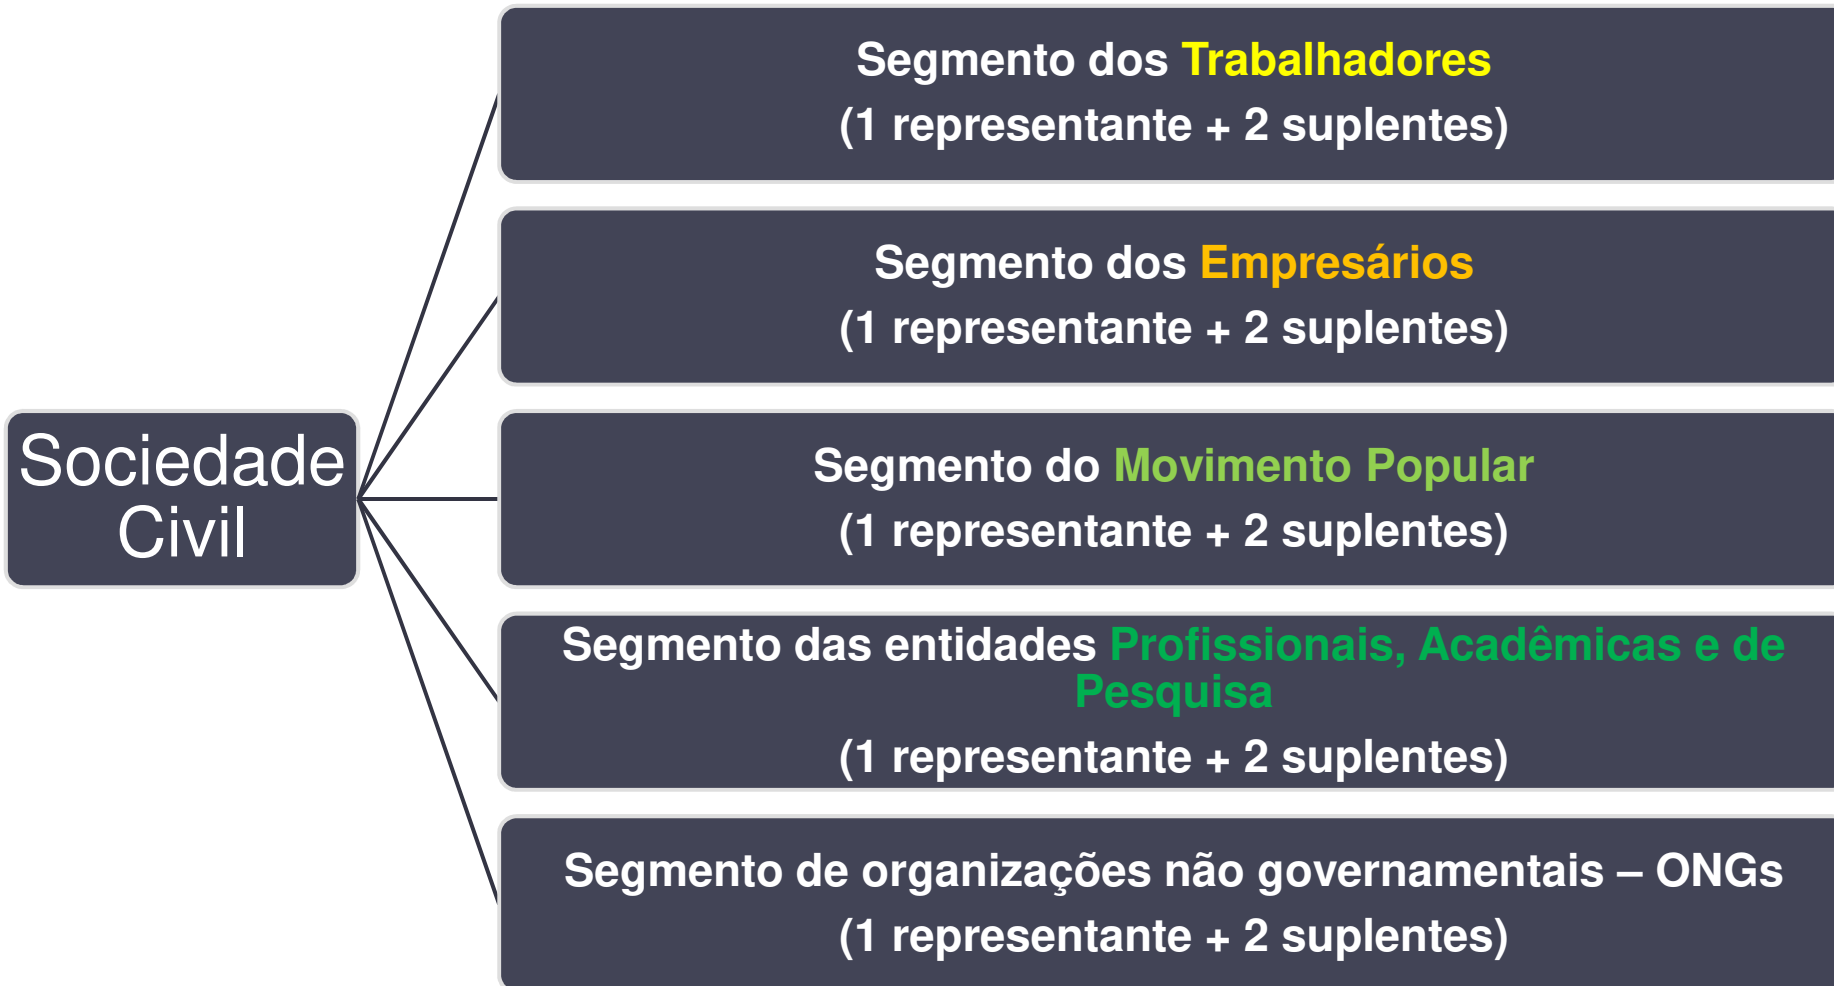 Segmento dos Trabalhadores
(1 representante + 2 suplentes)
Segmento dos Empresários
(1 representante + 2 suplentes)
Sociedade
Civil
Segmento do Movimento Popular
(1 representante + 2 suplentes)
Segmento das entidades Profissionais, Acadêmicas e de
Pesquisa
(1 representante + 2 suplentes)
Segmento de organizações não governamentais – ONGs
(1 representante + 2 suplentes)